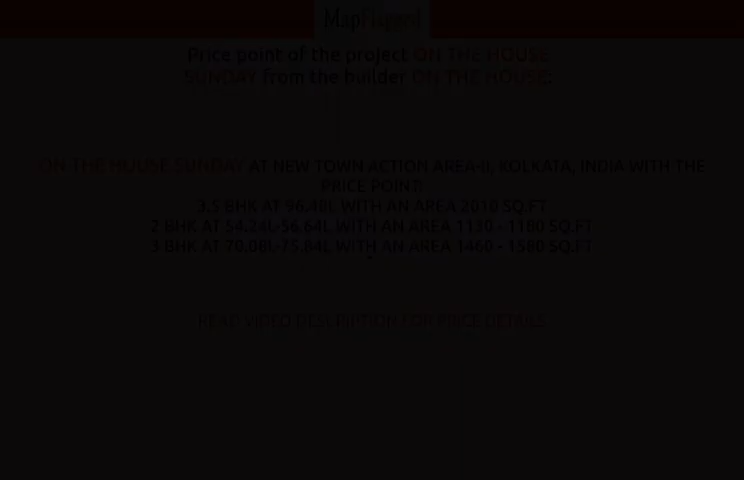 MapFlapped
Price point of the project ON THE HOUSE
SUNDAY from the builder ON THE HOUSE:
ON THE HOUSE SUNDAY AT NEW TOWN ACTION AREA-II, KOLKATA, INDIA WITH THE
PRICE POINT:
3.5 BHK AT 96.48L WITH AN AREA 2010 SQ.FT
2 BHK AT 54.24L-56.64L WITH AN AREA 1130 - 1180 SQ.FT
3 BHK AT 70.08L-75.84L WITH AN AREA 1460 - 1580 SQ.FT
READ VIDEO DESCRIPTION FOR PRICE DETAILS